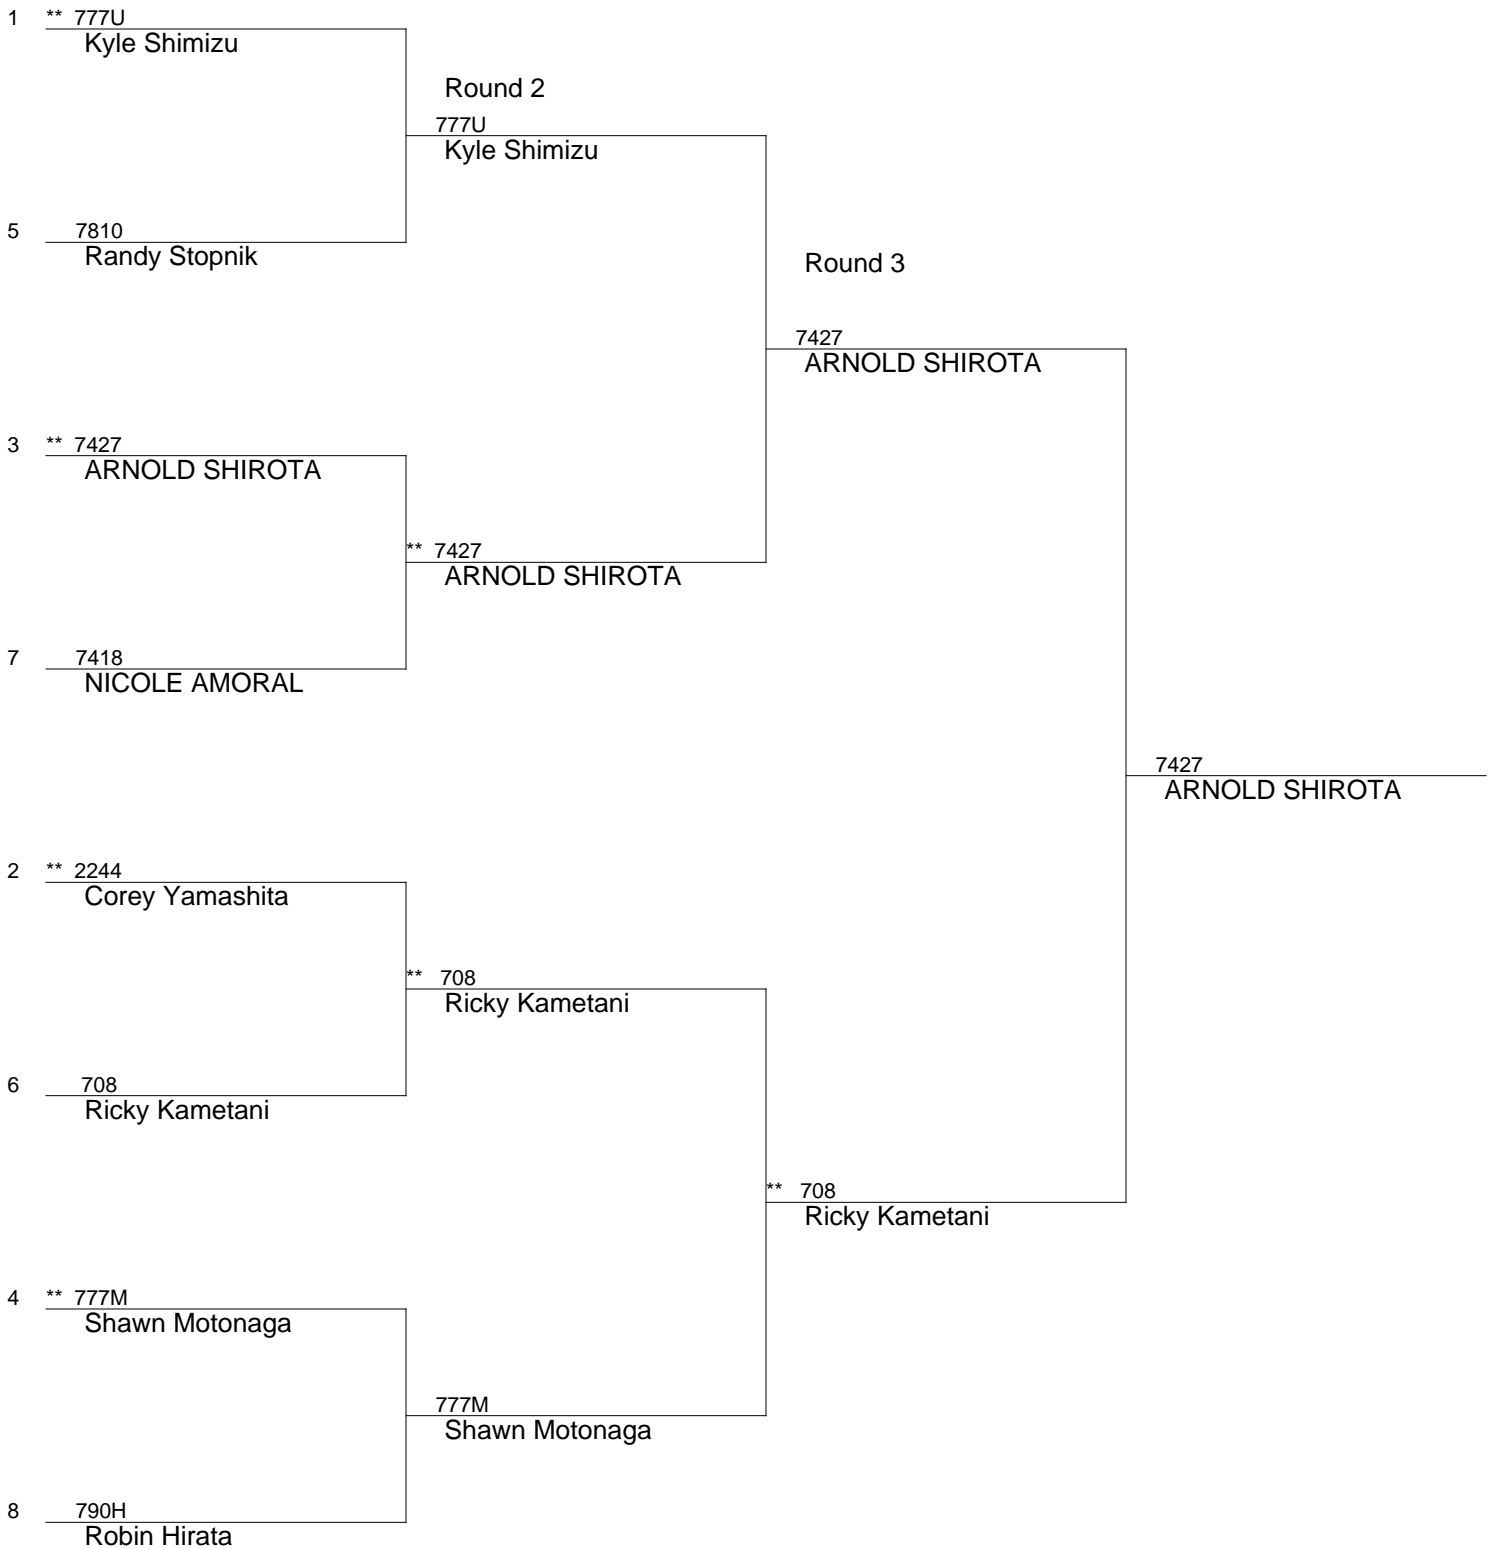 1 ** 777U
Kyle Shimizu
Round 2
777U
Kyle Shimizu
5 7810
Randy Stopnik
Round 3
7427
ARNOLD SHIROTA
3 ** 7427
ARNOLD SHIROTA
** 7427
ARNOLD SHIROTA
7 7418
NICOLE AMORAL
7427
ARNOLD SHIROTA
2 ** 2244
Corey Yamashita
** 708
Ricky Kametani
6 708
Ricky Kametani
** 708
Ricky Kametani
4 ** 777M
Shawn Motonaga
777M
Shawn Motonaga
8 790H
Robin Hirata